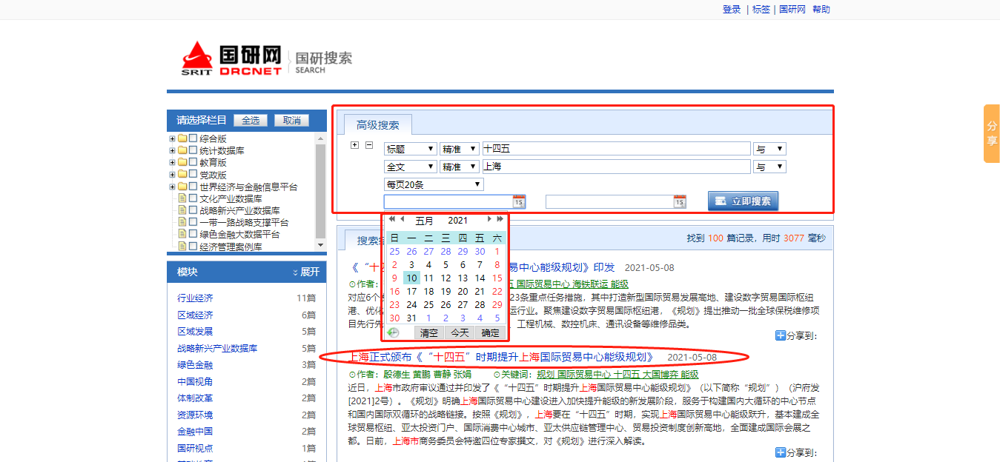 登录 | 标签 | 国研网 帮助
SRIT
国研网
DRCNET
国研搜索
SEARCH
分享
请选择栏目 全选 取消
综合版
统计数据库
教育版
党政版
世界经济与金融信息平台
文化产业数据库
战略新兴产业数据库
一带一路战略支撑平台
绿色金融大数据平台
经济管理案例库
模块 展开
行业经济 11篇
区域经济 6篇
区域发展 5篇
战略新兴产业数据库 5篇
绿色金融 3篇
中国视角 2篇
体制改革 2篇
资源环境 2篇
金融中国 2篇
国研视点 1篇
高级搜索
标题 精准 十四五 与
全文 精准 上海 与
每页20条
15 15 立即搜索
五月 2021
日 一 二 三 四 五 六
25 26 27 28 29 30 1
2 3 4 5 6 7 8
9 10 11 12 13 14 15
16 17 18 19 20 21 22
23 24 25 26 27 28 29
30 31 1 2 3 4 5
清空 今天 确定
搜索 找到 100 篇记录，用时 3077 毫秒
《“十 易中心能级规划》印发 2021-05-08
⊙作者： 五 国际贸易中心 海铁联运 能级
对应6个 23条重点任务措施，其中打造新型国际贸易发展高地、建设数字贸易国际枢纽
港、优化 运行业。聚焦建设数字贸易国际枢纽港，《规划》提出推动一批全球保税维修项
目先行先 、工程机械、数控机床、通讯设备等维修品类。
分享到：
上海正式颁布《“十四五”时期提升上海国际贸易中心能级规划》 2021-05-08
⊙作者：殷德生 黄鹏 曹静 张娟 ⊙关键词：规划 国际贸易中心 十四五 大国博弈 能级
近日，上海市政府审议通过并印发了《“十四五”时期提升上海国际贸易中心能级规划》（以下简称“规划”）（沪府发
[2021]2号）。《规划》明确上海国际贸易中心建设进入加快提升能级的新发展阶段，服务于构建国内大循环的中心节点
和国内国际双循环的战略链接。按照《规划》，上海要在“十四五”时期，实现上海国际贸易中心能级跃升，基本建成全
球贸易枢纽、亚太投资门户、国际消费中心城市、亚太供应链管理中心、贸易投资制度创新高地，全面建成国际会展之
都。日前，上海市商务委员会特邀四位专家撰文，对《规划》进行深入解读。
分享到：